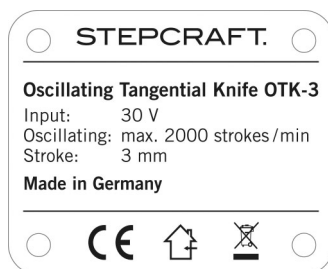 STEPCRAFT.
Oscillating Tangential Knife OTK-3
Input: 30 V
Oscillating: max. 2000 strokes/min
Stroke: 3 mm
Made in Germany
CE